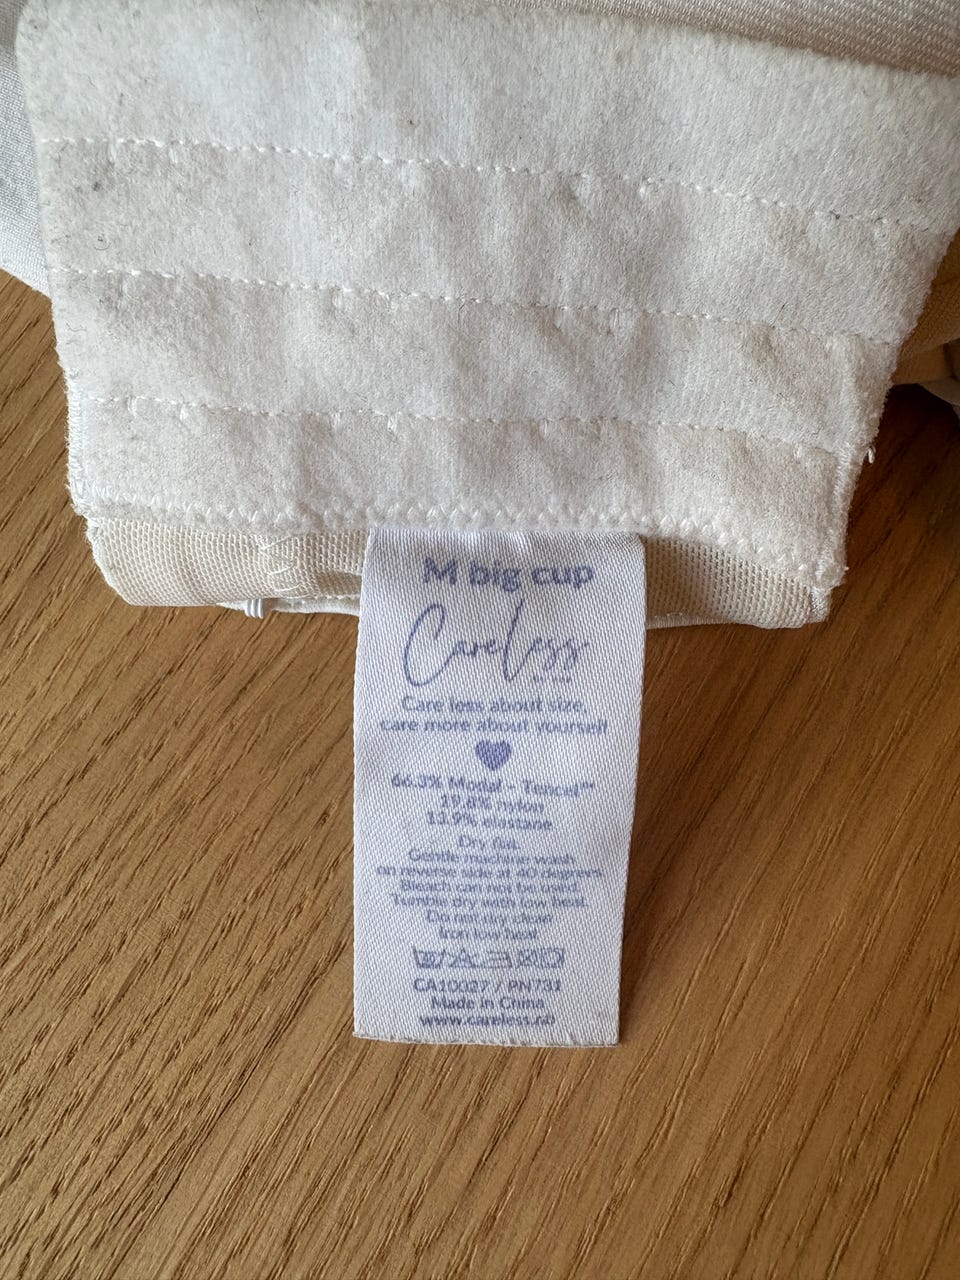 M big cup
CareLess
Care less about size,
care more about yourself
66.3% Modal - Tencel™
19.8% nylon
13.9% elastane
Dry flat.
Gentle machine wash
on reverse side at 40 degrees.
Bleach can not be used.
Tumble dry with low heat.
Do not dry clean
Iron low heat
CA10027 / PN731
Made in China
www.careless.no